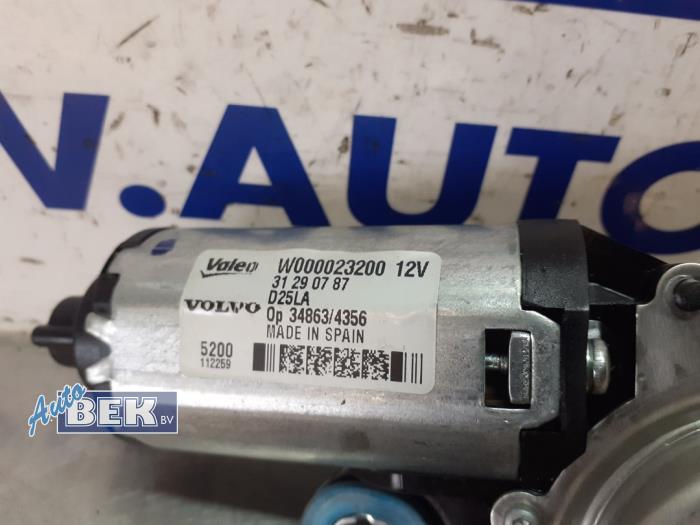 N.AUTO
Valeo W000023200 12V
31 29 07 87
VOLVO D25LA
Op 34863/4356
MADE IN SPAIN
5200
112259
Auto
BEK BV